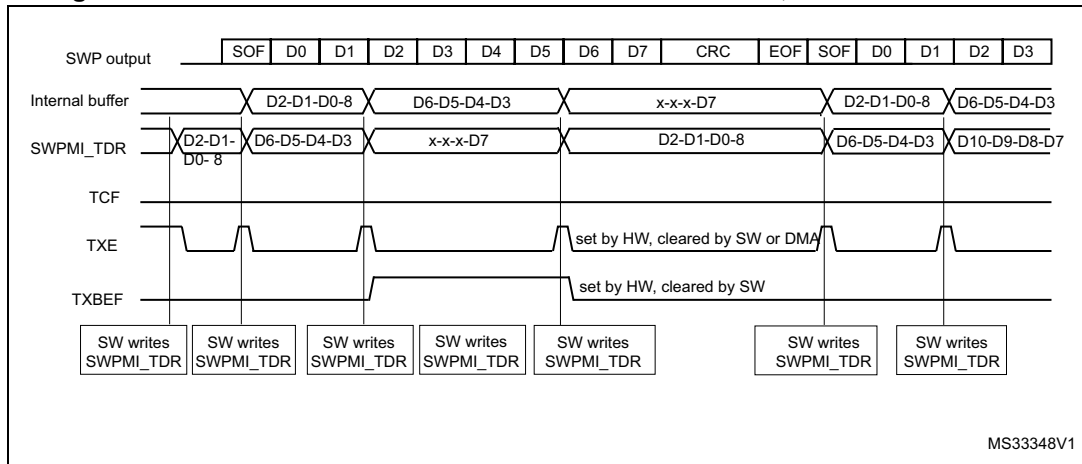 SWP output SOF D0 D1 D2 D3 D4 D5 D6 D7 CRC EOF SOF D0 D1 D2 D3
Internal buffer D2-D1-D0-8 D6-D5-D4-D3 x-x-x-D7 D2-D1-D0-8 D6-D5-D4-D3
SWPMI_TDR D2-D1- D6-D5-D4-D3 x-x-x-D7 D2-D1-D0-8 D6-D5-D4-D3 D10-D9-D8-D7
D0- 8
TCF
TXE set by HW, cleared by SW or DMA
TXBEF set by HW, cleared by SW
SW writes SW writes SW writes SW writes SW writes SW writes SW writes
SWPMI_TDR SWPMI_TDR SWPMI_TDR SWPMI_TDR SWPMI_TDR SWPMI_TDR SWPMI_TDR
MS33348V1